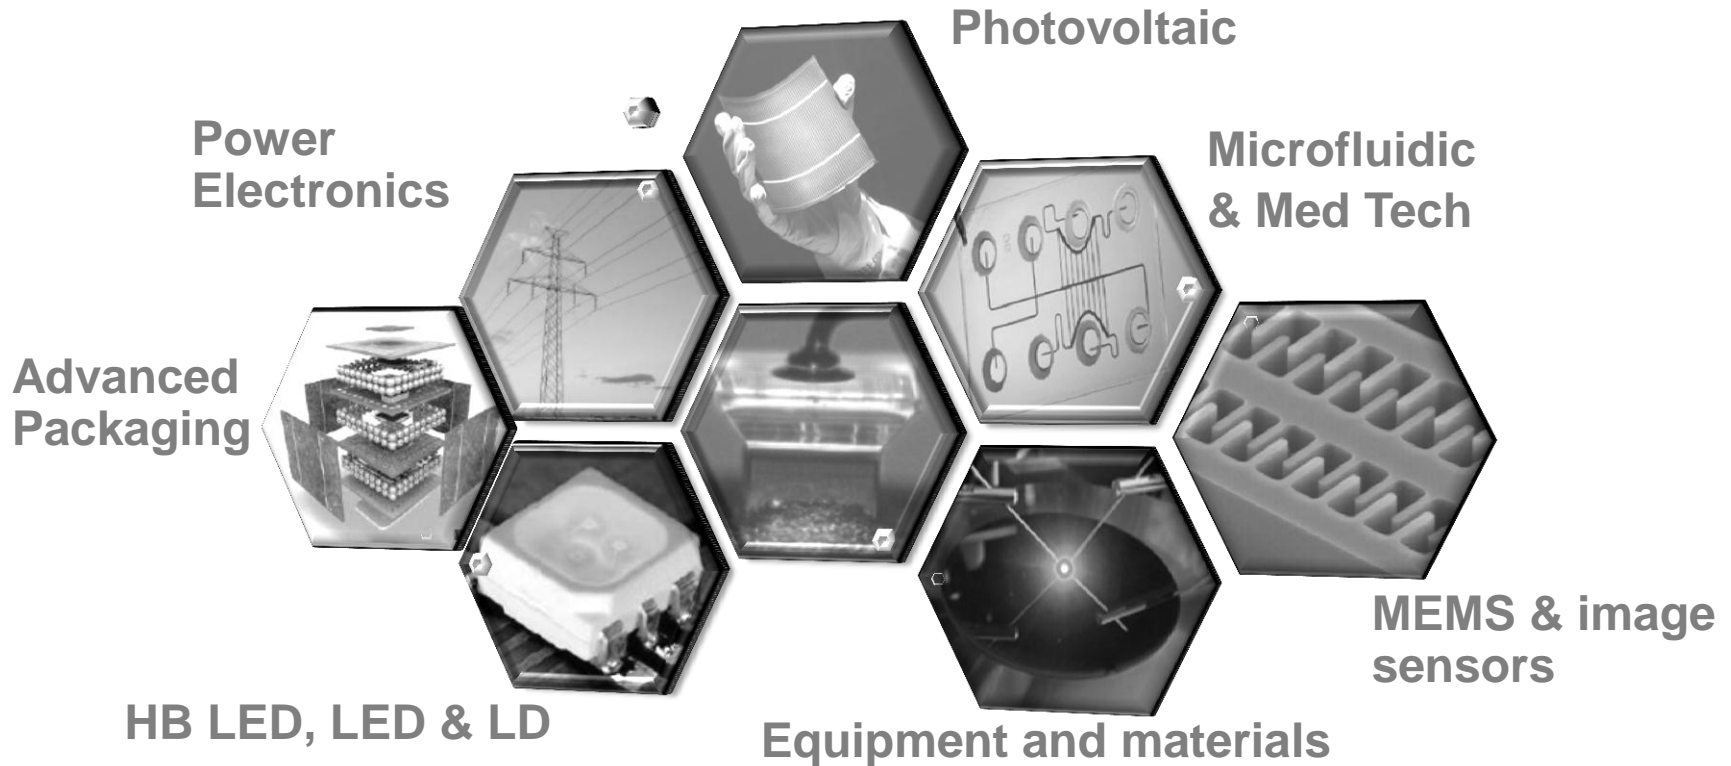 Photovoltaic
Power
Electronics
Microfluidic
& Med Tech
Advanced
Packaging
MEMS & image
sensors
HB LED, LED & LD
Equipment and materials